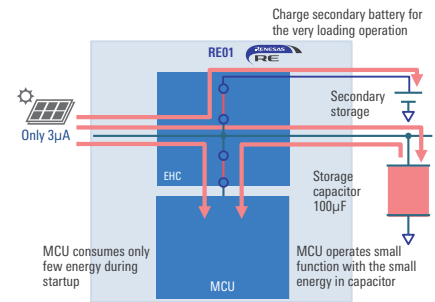 Charge secondary battery for
the very loading operation
RE01
RENESAS
RE
Only 3µA
Secondary
storage
EHC
Storage
capacitor
100µF
MCU consumes only
few energy during
startup
MCU
MCU operates small
function with the small
energy in capacitor